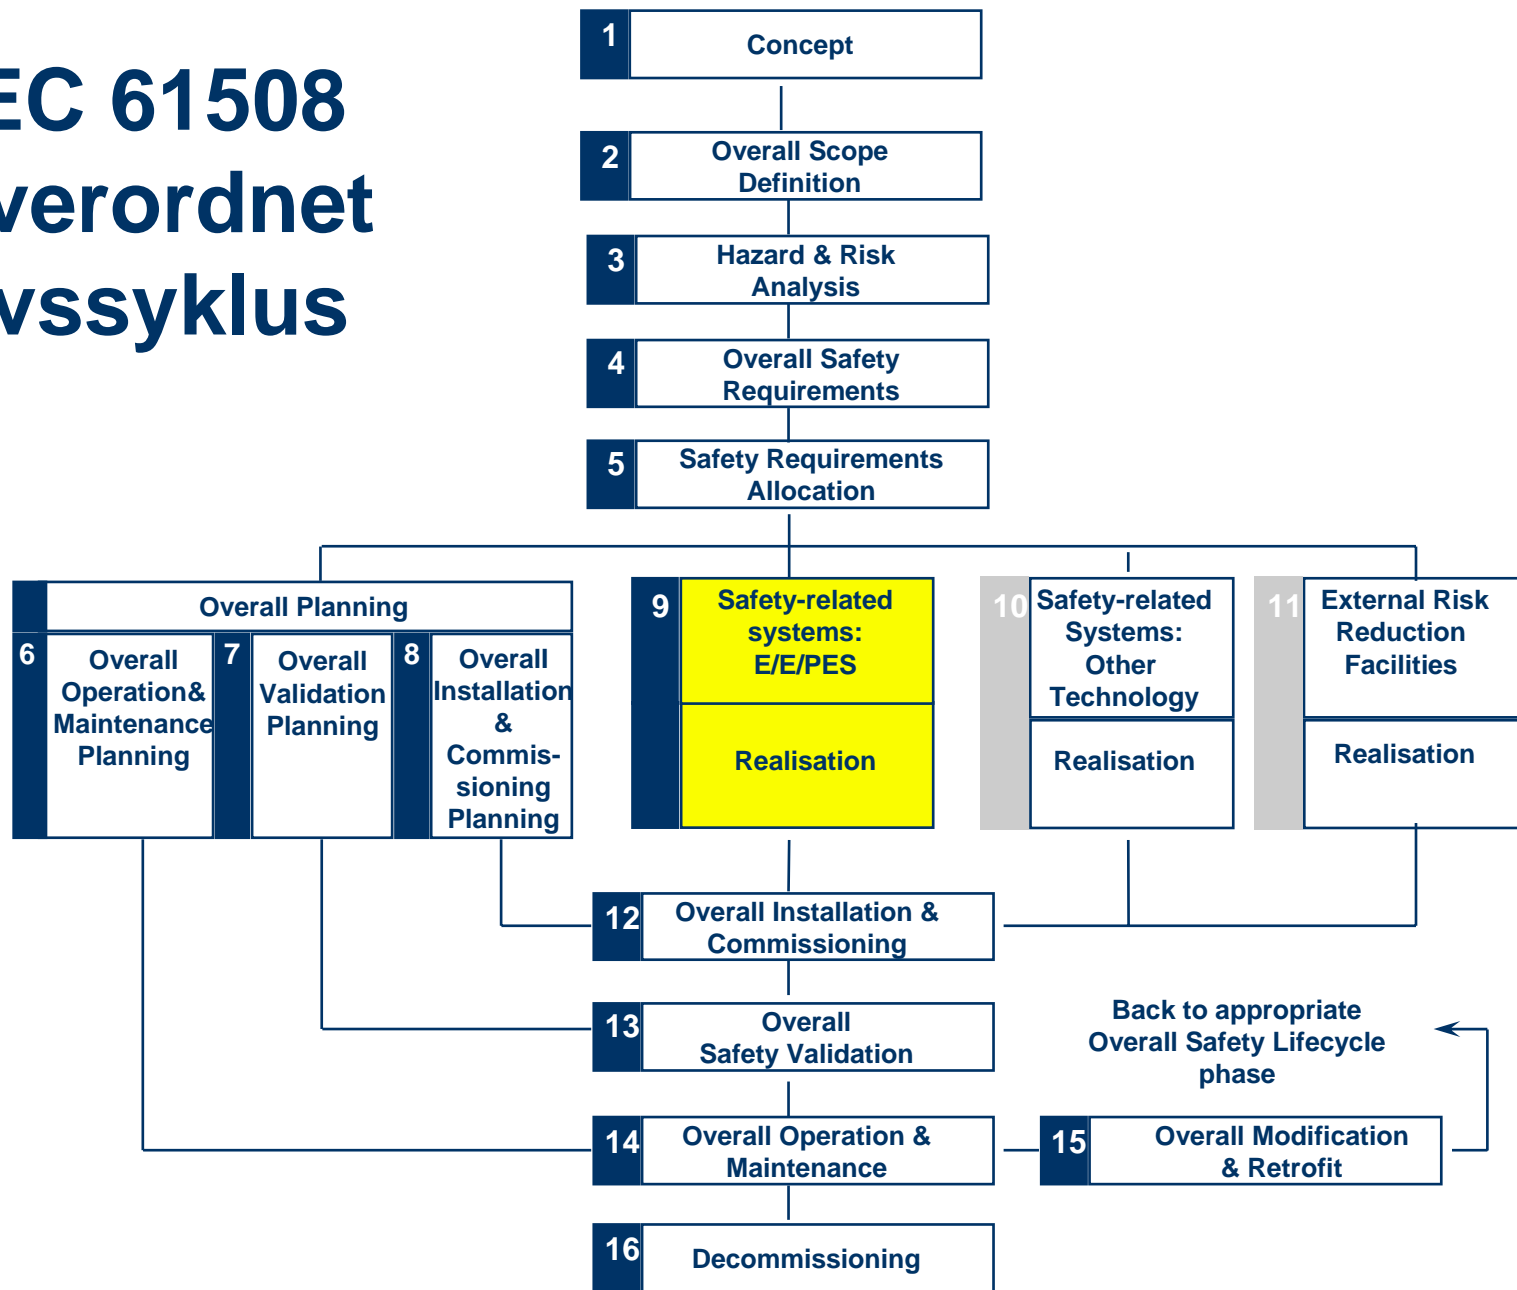 EC 61508
verordnet
vssyklus
1
Concept
2
Overall Scope
Definition
3
Hazard & Risk
Analysis
4
Overall Safety
Requirements
5
Safety Requirements
Allocation
Overall Planning
6
Overall
Operation&
Maintenance
Planning
7
Overall
Validation
Planning
8
Overall
Installation
&
Commis-
sioning
Planning
9
Safety-related
systems:
E/E/PES
Realisation
10
Safety-related
Systems:
Other
Technology
Realisation
11
External Risk
Reduction
Facilities
Realisation
12
Overall Installation &
Commissioning
13
Overall
Safety Validation
Back to appropriate
Overall Safety Lifecycle
phase
14
Overall Operation &
Maintenance
15
Overall Modification
& Retrofit
16
Decommissioning